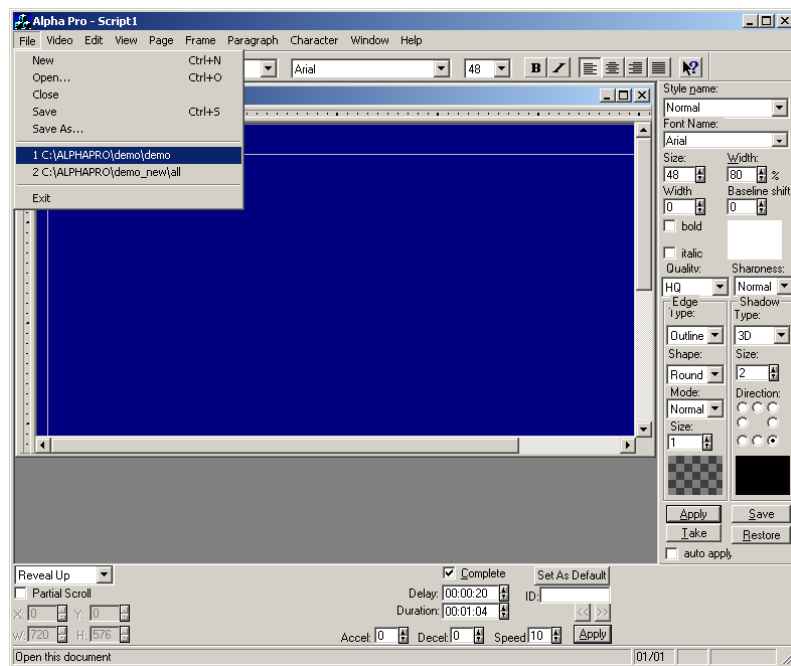 Alpha Pro - Script1
File Video Edit View Page Frame Paragraph Character Window Help
New Ctrl+N
Open... Ctrl+O
Close
Save Ctrl+S
Save As...
1 C:\ALPHAPRO\demo\demo
2 C:\ALPHAPRO\demo_new\all
Exit
Arial 48 B I
Style name:
Normal
Font Name:
Arial
Size: Width:
48 80 %
Width Baseline shift
0 0
bold
italic
Quality: Sharpness:
HQ Normal
Edge Shadow
Type: Type:
Outline 3D
Shape: Size:
Round 2
Mode: Direction:
Normal
Size:
1
Apply Save
Take Restore
auto apply
Reveal Up Complete Set As Default
Partial Scroll Delay: 00:00:20 ID:
X: 0 Y: 0 Duration: 00:01:04 << >>
W: 720 H: 576 Accel: 0 Decel: 0 Speed 10 Apply
Open this document 01/01